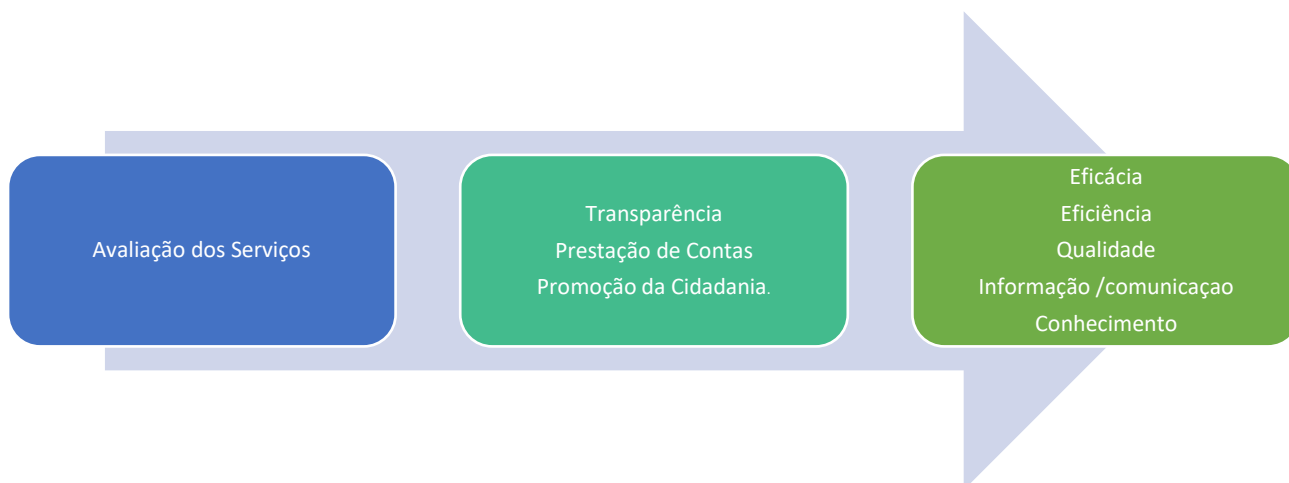 Avaliação dos Serviços
Transparência
Prestação de Contas
Promoção da Cidadania.
Eficácia
Eficiência
Qualidade
Informação /comunicaçao
Conhecimento